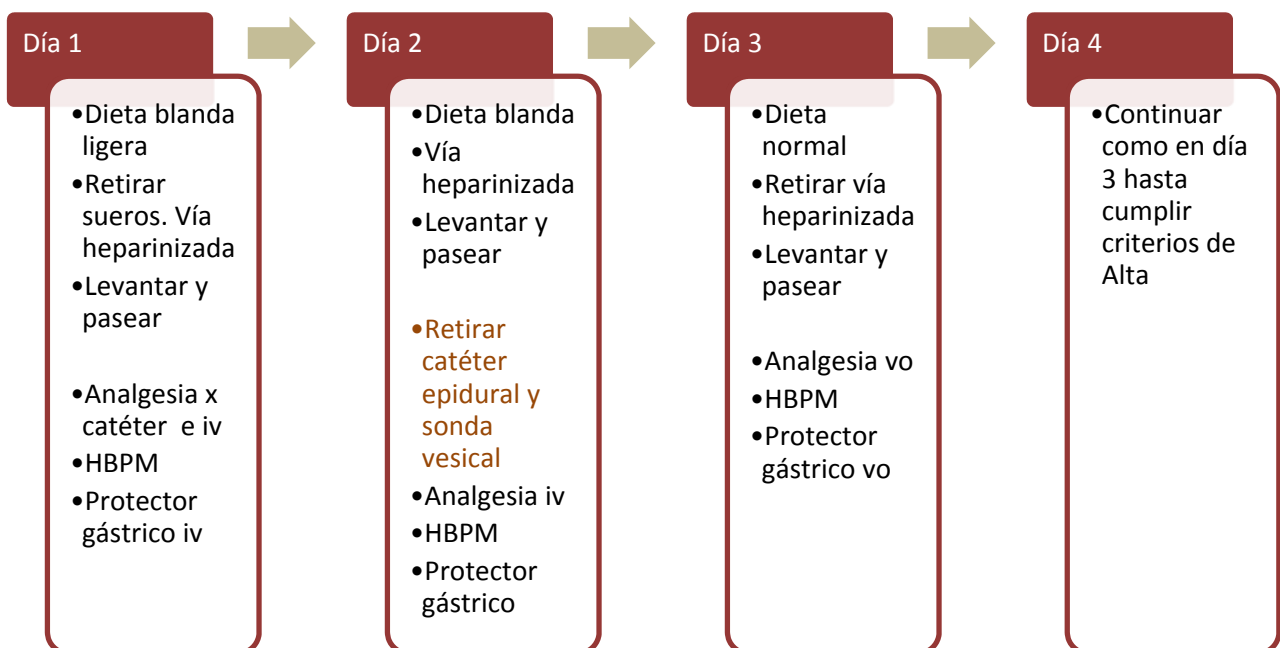 Día 1
•Dieta blanda
ligera
•Retirar
sueros. Vía
heparinizada
•Levantar y
pasear
•Analgesia x
catéter e iv
•HBPM
•Protector
gástrico iv
Día 2
•Dieta blanda
•Vía
heparinizada
•Levantar y
pasear
•Retirar
catéter
epidural y
sonda
vesical
•Analgesia iv
•HBPM
•Protector
gástrico
Día 3
•Dieta
normal
•Retirar vía
heparinizada
•Levantar y
pasear
•Analgesia vo
•HBPM
•Protector
gástrico vo
Día 4
•Continuar
como en día
3 hasta
cumplir
criterios de
Alta